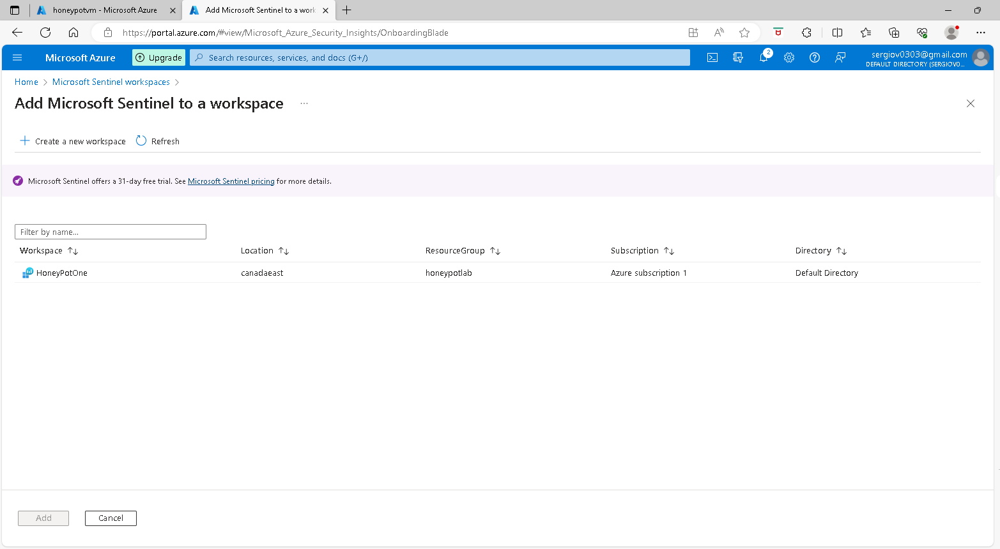 honeypotvm - Microsoft Azure
Add Microsoft Sentinel to a work
https://portal.azure.com/#view/Microsoft_Azure_Security_Insights/OnboardingBlade
Microsoft Azure
Upgrade
Search resources, services, and docs (G+/)
2
sergiov0303@gmail.com
DEFAULT DIRECTORY (SERGIOV0...
Home > Microsoft Sentinel workspaces >
Add Microsoft Sentinel to a workspace ...
Create a new workspace
Refresh
Microsoft Sentinel offers a 31-day free trial. See Microsoft Sentinel pricing for more details.
Filter by name...
Workspace Location ResourceGroup Subscription Directory
HoneyPotOne canadaeast honeypotlab Azure subscription 1 Default Directory
Add Cancel